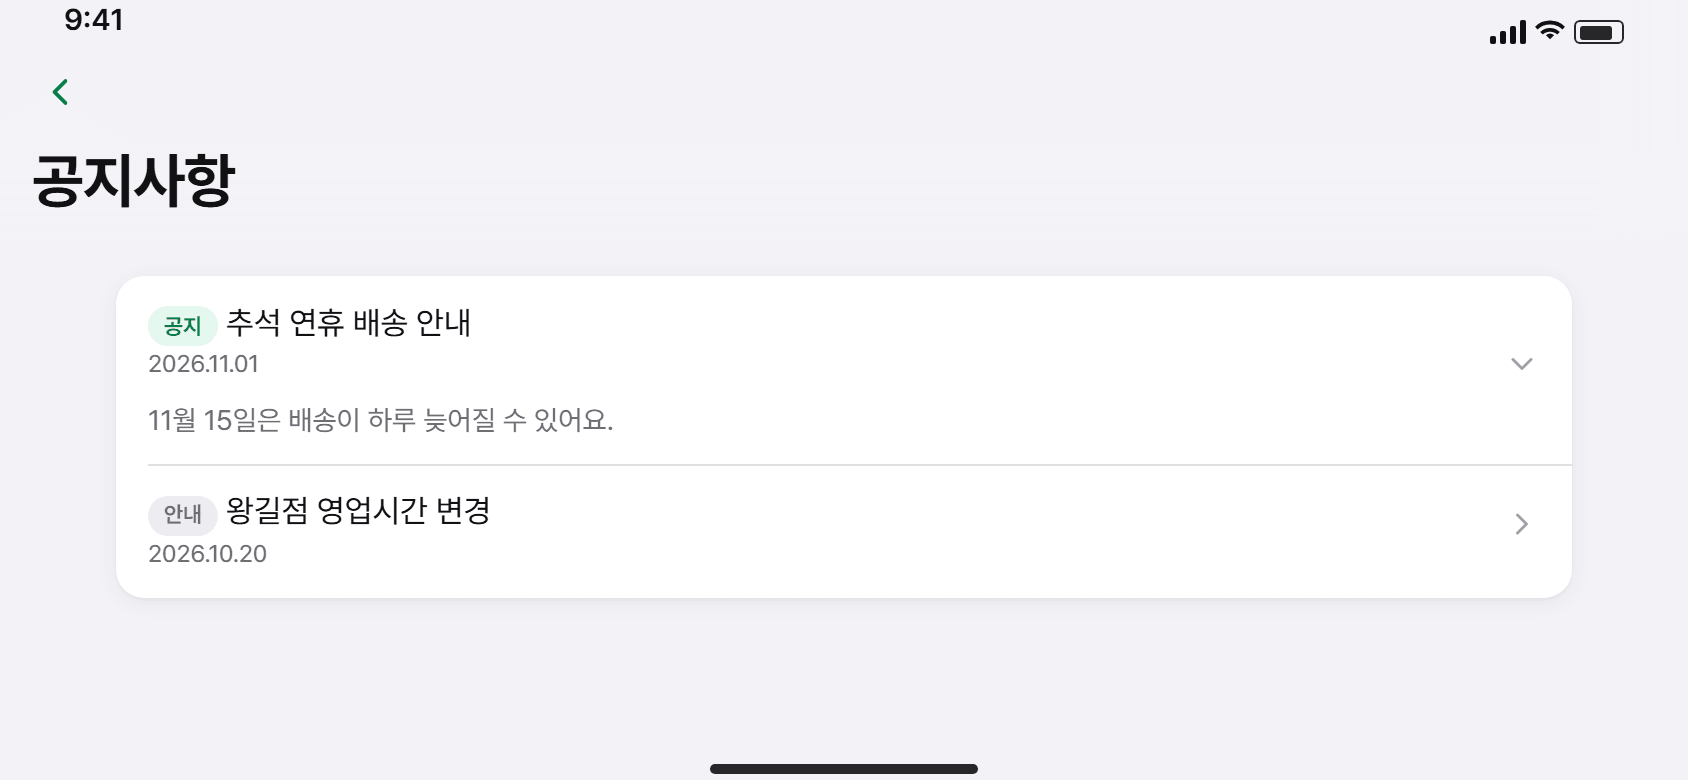 9:41
공지사항
공지 추석 연휴 배송 안내
2026.11.01
11월 15일은 배송이 하루 늦어질 수 있어요.
안내 왕길점 영업시간 변경
2026.10.20